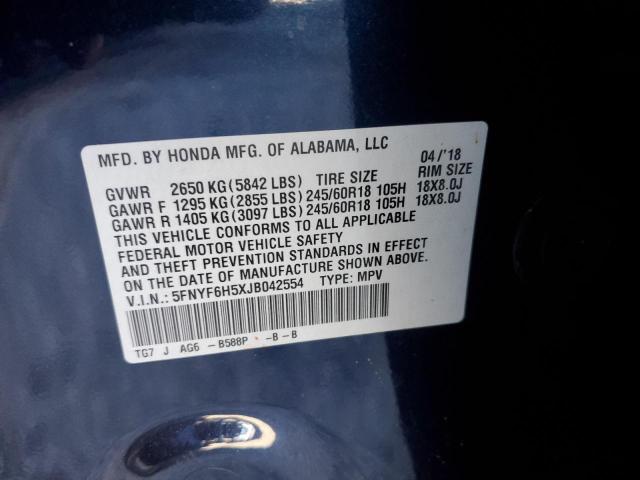 MFD. BY HONDA MFG. OF ALABAMA, LLC 04/'18
GVWR 2650 KG(5842 LBS) TIRE SIZE RIM SIZE
GAWR F 1295 KG(2855 LBS)245/60R18 105H 18X8.0J
GAWR R 1405 KG(3097 LBS)245/60R18 105H 18X8.0J
THIS VEHICLE CONFORMS TO ALL APPLICABLE
FEDERAL MOTOR VEHICLE SAFETY
AND THEFT PREVENTION STANDARDS IN EFFECT
ON THE DATE OF MANUFACTURE SHOWN ABOVE.
V.I.N.: 5FNYF6H5XJB042554 TYPE: MPV
TG7 J AG6 -B588P -B-B